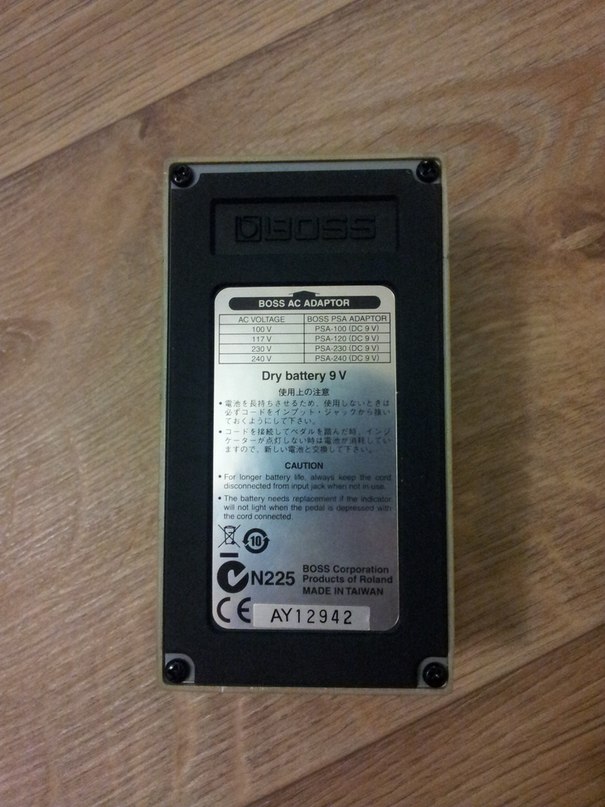 BOSS
BOSS AC ADAPTOR
AC VOLTAGE BOSS PSA ADAPTOR
100 V PSA-100 (DC 9 V)
117 V PSA-120 (DC 9 V)
230 V PSA-230 (DC 9 V)
240 V PSA-240 (DC 9 V)
Dry battery 9 V
使用上の注意
• 電池を長持ちさせるため、使用しないときは
必ずコードをインプット・ジャックから抜い
ておくようにして下さい。
• コードを接続してペダルを踏んだ時、インジ
ケーターが点灯しない時は電池が消耗してい
ますので、新しい電池と交換して下さい。
CAUTION
• For longer battery life, always keep the cord
disconnected from input jack when not in use.
• The battery needs replacement if the indicator
will not light when the pedal is depressed with
the cord connected.
10
N225
BOSS Corporation
Products of Roland
MADE IN TAIWAN
CE
AY12942